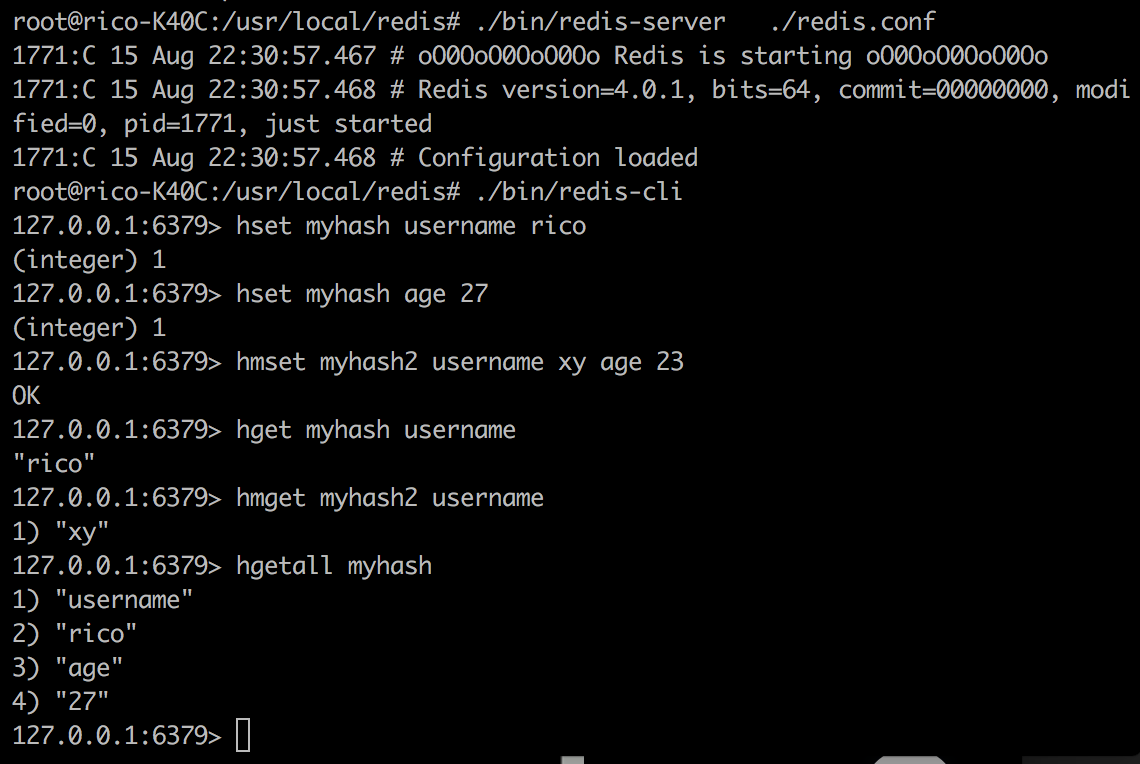 root@rico-K40C:/usr/local/redis# ./bin/redis-server   ./redis.conf
1771:C 15 Aug 22:30:57.467 # oO0OoO0OoO0Oo Redis is starting oO0OoO0OoO0Oo
1771:C 15 Aug 22:30:57.468 # Redis version=4.0.1, bits=64, commit=00000000, modi
fied=0, pid=1771, just started
1771:C 15 Aug 22:30:57.468 # Configuration loaded
root@rico-K40C:/usr/local/redis# ./bin/redis-cli
127.0.0.1:6379> hset myhash username rico
(integer) 1
127.0.0.1:6379> hset myhash age 27
(integer) 1
127.0.0.1:6379> hmset myhash2 username xy age 23
OK
127.0.0.1:6379> hget myhash username
"rico"
127.0.0.1:6379> hmget myhash2 username
1) "xy"
127.0.0.1:6379> hgetall myhash
1) "username"
2) "rico"
3) "age"
4) "27"
127.0.0.1:6379>